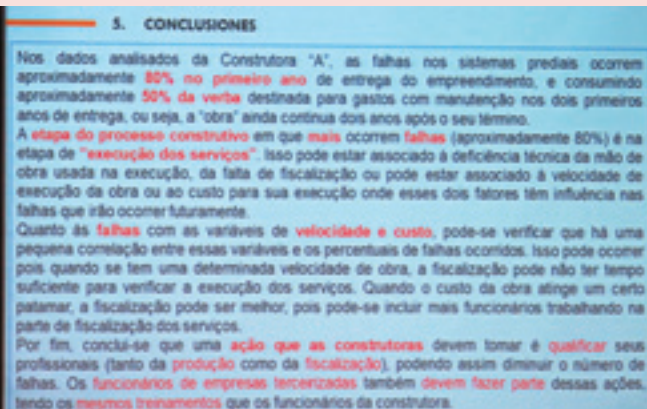 5. CONCLUSIONES
Nos dados analisados da Construtora "A", as falhas nos sistemas prediais ocorrem
aproximadamente 80% no primeiro ano de entrega do empreendimento, e consumindo
aproximadamente 50% da verba destinada para gastos com manutenção nos dois primeiros
anos de entrega, ou seja, a "obra" ainda continua dois anos após o seu término.
A etapa do processo construtivo em que mais ocorrem falhas (aproximadamente 80%) é na
etapa de "execução dos serviços". Isso pode estar associado à deficiência técnica da mão de
obra usada na execução, da falta de fiscalização ou pode estar associado à velocidade de
execução da obra ou ao custo para sua execução onde esses dois fatores têm influência nas
falhas que irão ocorrer futuramente.
Quanto às falhas com as variáveis de velocidade e custo, pode-se verificar que há uma
pequena correlação entre essas variáveis e os percentuais de falhas ocorridos. Isso pode ocorrer
pois quando se tem uma determinada velocidade de obra, a fiscalização pode não ter tempo
suficiente para verificar a execução dos serviços. Quando o custo da obra atinge um certo
patamar, a fiscalização pode ser melhor, pois pode-se incluir mais funcionários trabalhando na
parte de fiscalização dos serviços.
Por fim, conclui-se que uma ação que as construtoras devem tomar é qualificar seus
profissionais (tanto da produção como da fiscalização), podendo assim diminuir o número de
falhas. Os funcionários de empresas terceirizadas também devem fazer parte dessas ações,
tendo os mesmos treinamentos que os funcionários da construtora.